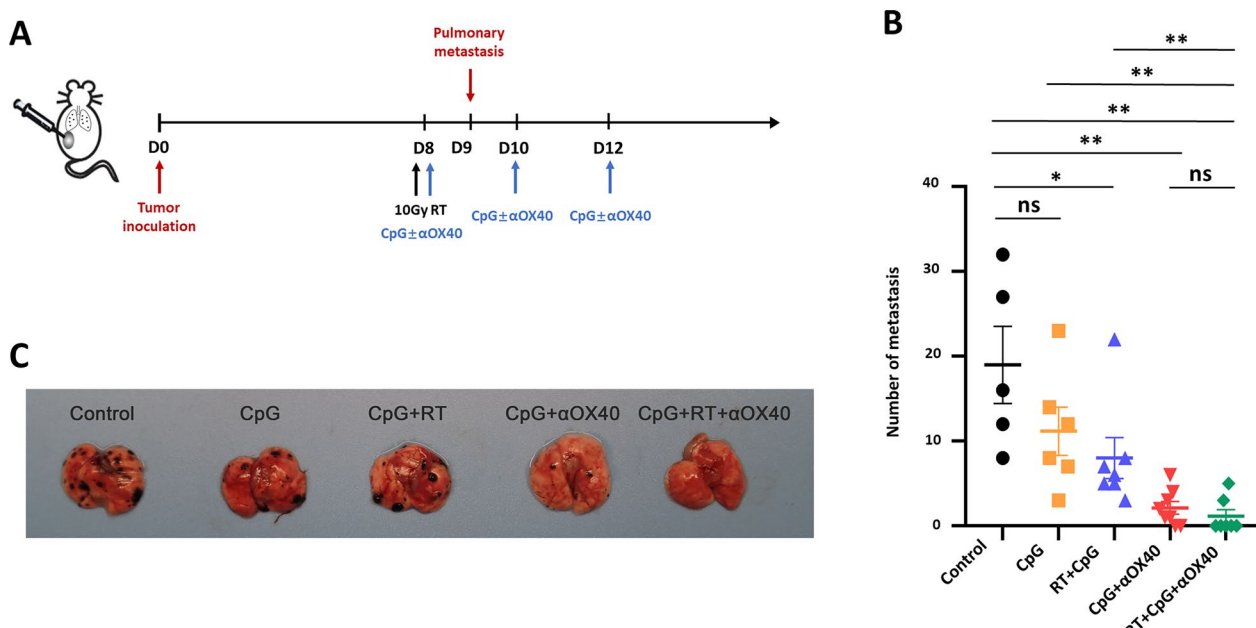 A
Pulmonary
metastasis
D0
D8
D9
D10
D12
Tumor
inoculation
10Gy RT
CpG±αOX40
CpG±αOX40
CpG±αOX40
B
**
**
**
**
ns
*
ns
40
30
20
10
0
Number of metastasis
Control
CpG
RT+CpG
CpG+αOX40
RT+CpG+αOX40
C
Control
CpG
CpG+RT
CpG+αOX40
CpG+RT+αOX40